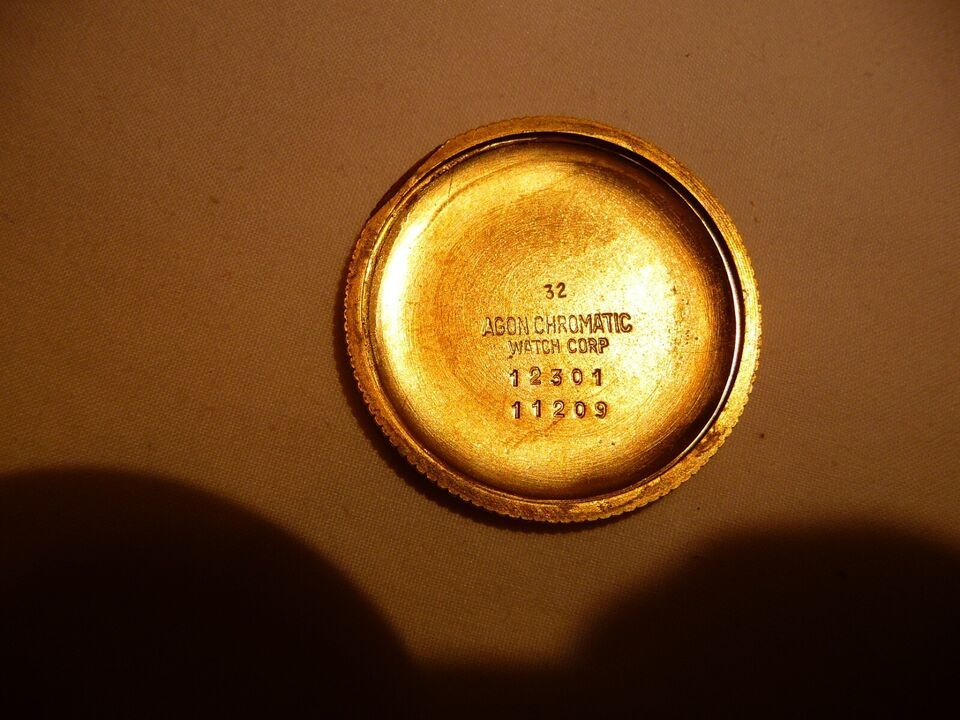 32
AGON CHROMATIC
WATCH CORP
12301
11209